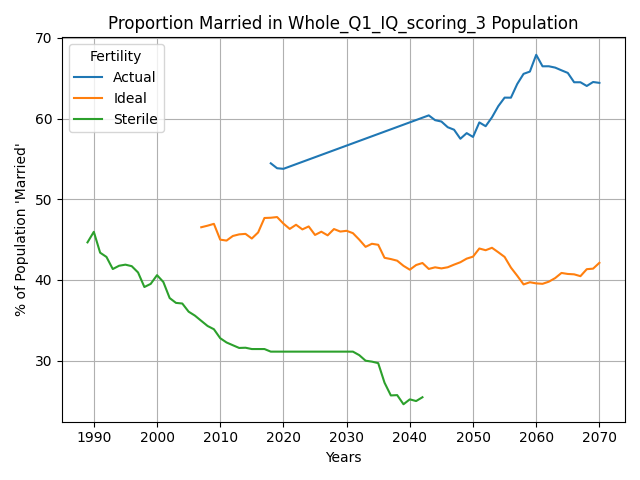 Proportion Married in Whole_Q1_IQ_scoring_3 Population
Fertility
Actual
Ideal
Sterile
% of Population 'Married'
70
60
50
40
30
1990 2000 2010 2020 2030 2040 2050 2060 2070
Years